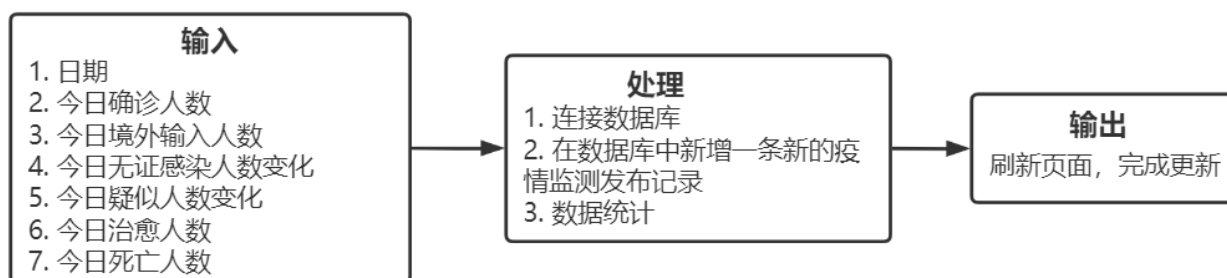 输入
1. 日期
2. 今日确诊人数
3. 今日境外输入人数
4. 今日无证感染人数变化
5. 今日疑似人数变化
6. 今日治愈人数
7. 今日死亡人数
处理
1. 连接数据库
2. 在数据库中新增一条新的疫
情监测发布记录
3. 数据统计
输出
刷新页面，完成更新